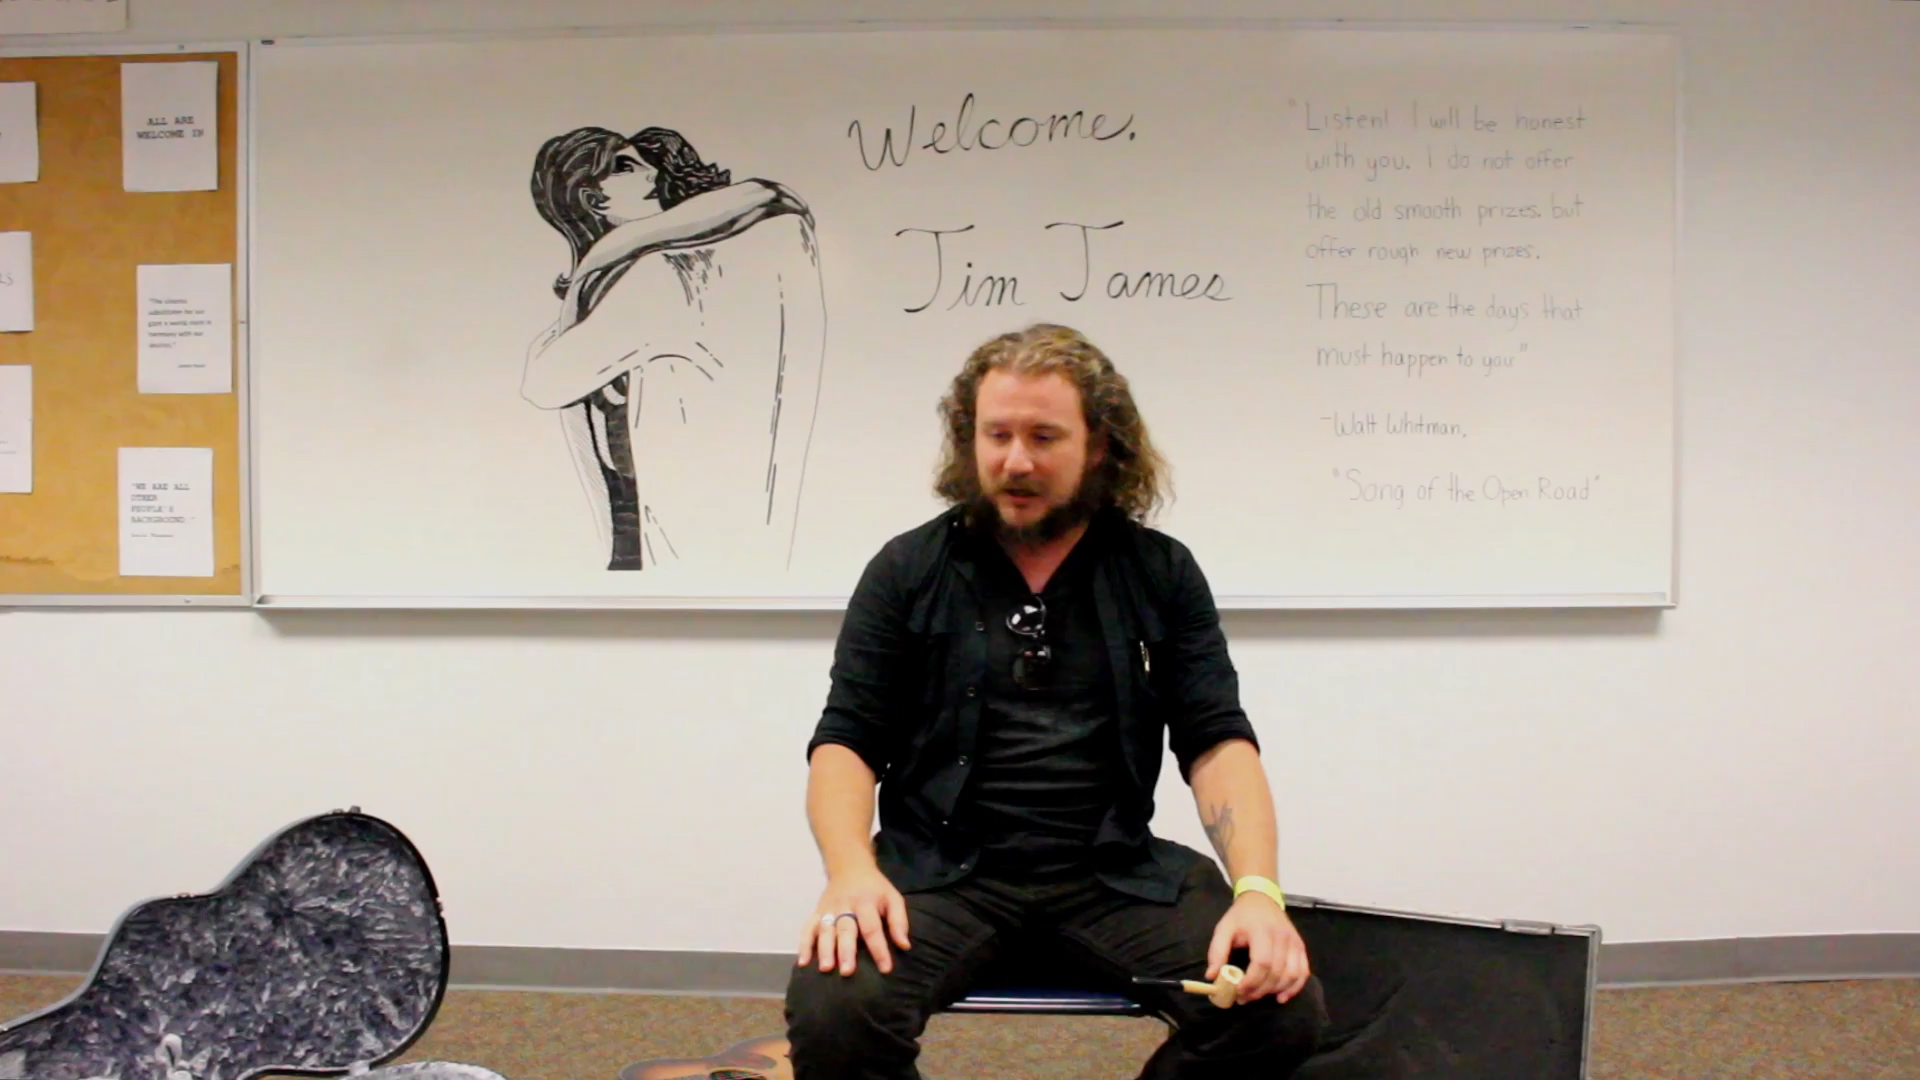 ALL ARE
WELCOME IN
"WE ARE ALL
OTHER
PEOPLE'S
BACKGROUND."
Welcome.
Jim James
"Listen! I will be honest
with you. I do not offer
the old smooth prizes, but
offer rough new prizes.
These are the days that
must happen to you"
-Walt Whitman,
"Song of the Open Road"